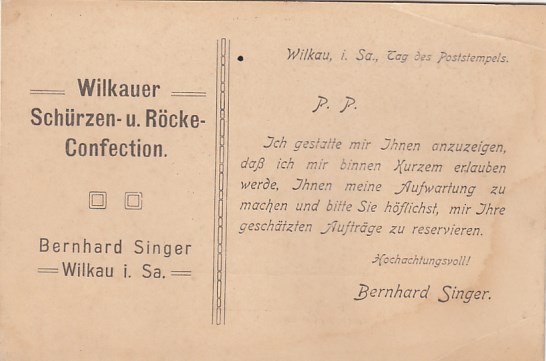 Wilkauer
Schürzen- u. Röcke-
Confection.
Bernhard Singer
Wilkau i. Sa.
Wilkau, i. Sa., Tag des Poststempels.
P. P.
Ich gestatte mir Ihnen anzuzeigen,
daß ich mir binnen Kurzem erlauben
werde, Ihnen meine Aufwartung zu
machen und bitte Sie höflichst, mir Ihre
geschätzten Aufträge zu reservieren.
Hochachtungsvoll!
Bernhard Singer.